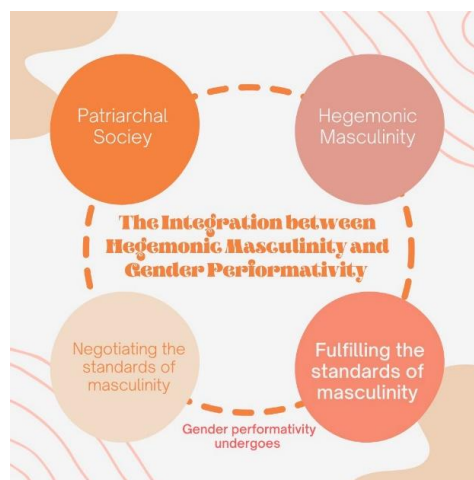 Patriarchal
Sociey
Hegemonic
Masculinity
The Integration between
Hegemonic Masculinity and
Gender Performativity
Negotiating the
standards of
masculinity
Fulfilling the
standards of
masculinity
Gender performativity
undergoes